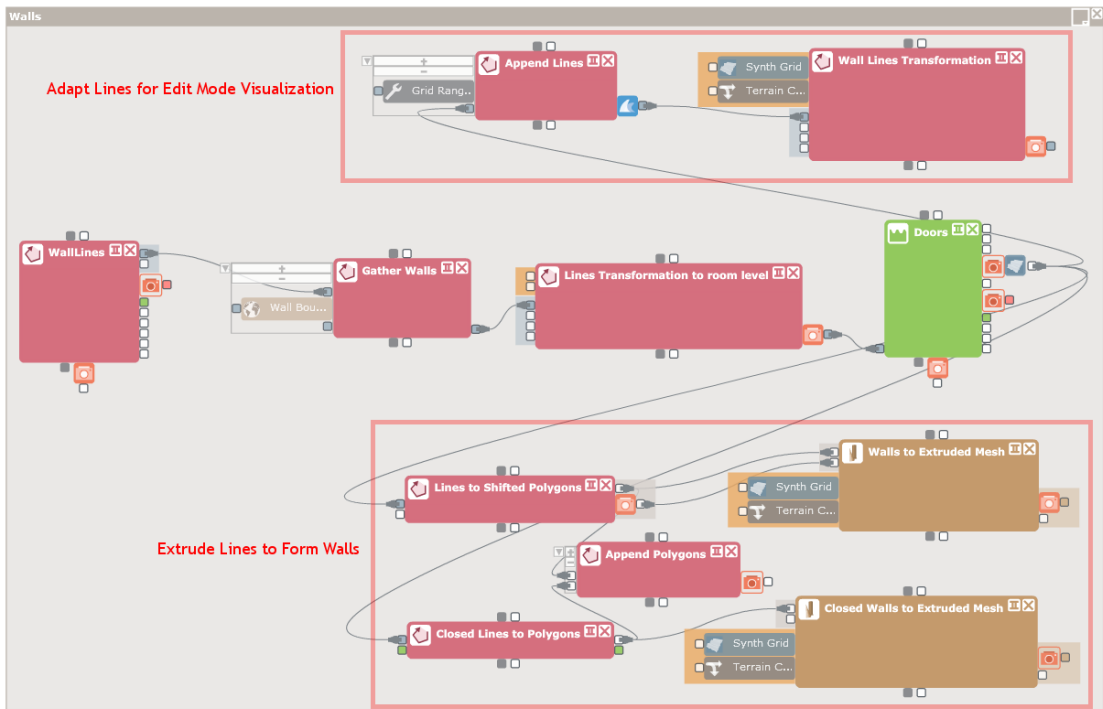 Walls
Append Lines
Grid Rang..
Synth Grid
Terrain C...
Wall Lines Transformation
Adapt Lines for Edit Mode Visualization
WallLines
Gather Walls
Wall Bou...
Lines Transformation to room level
Doors
Lines to Shifted Polygons
Walls to Extruded Mesh
Synth Grid
Terrain C...
Extrude Lines to Form Walls
Append Polygons
Closed Lines to Polygons
Closed Walls to Extruded Mesh
Synth Grid
Terrain C...